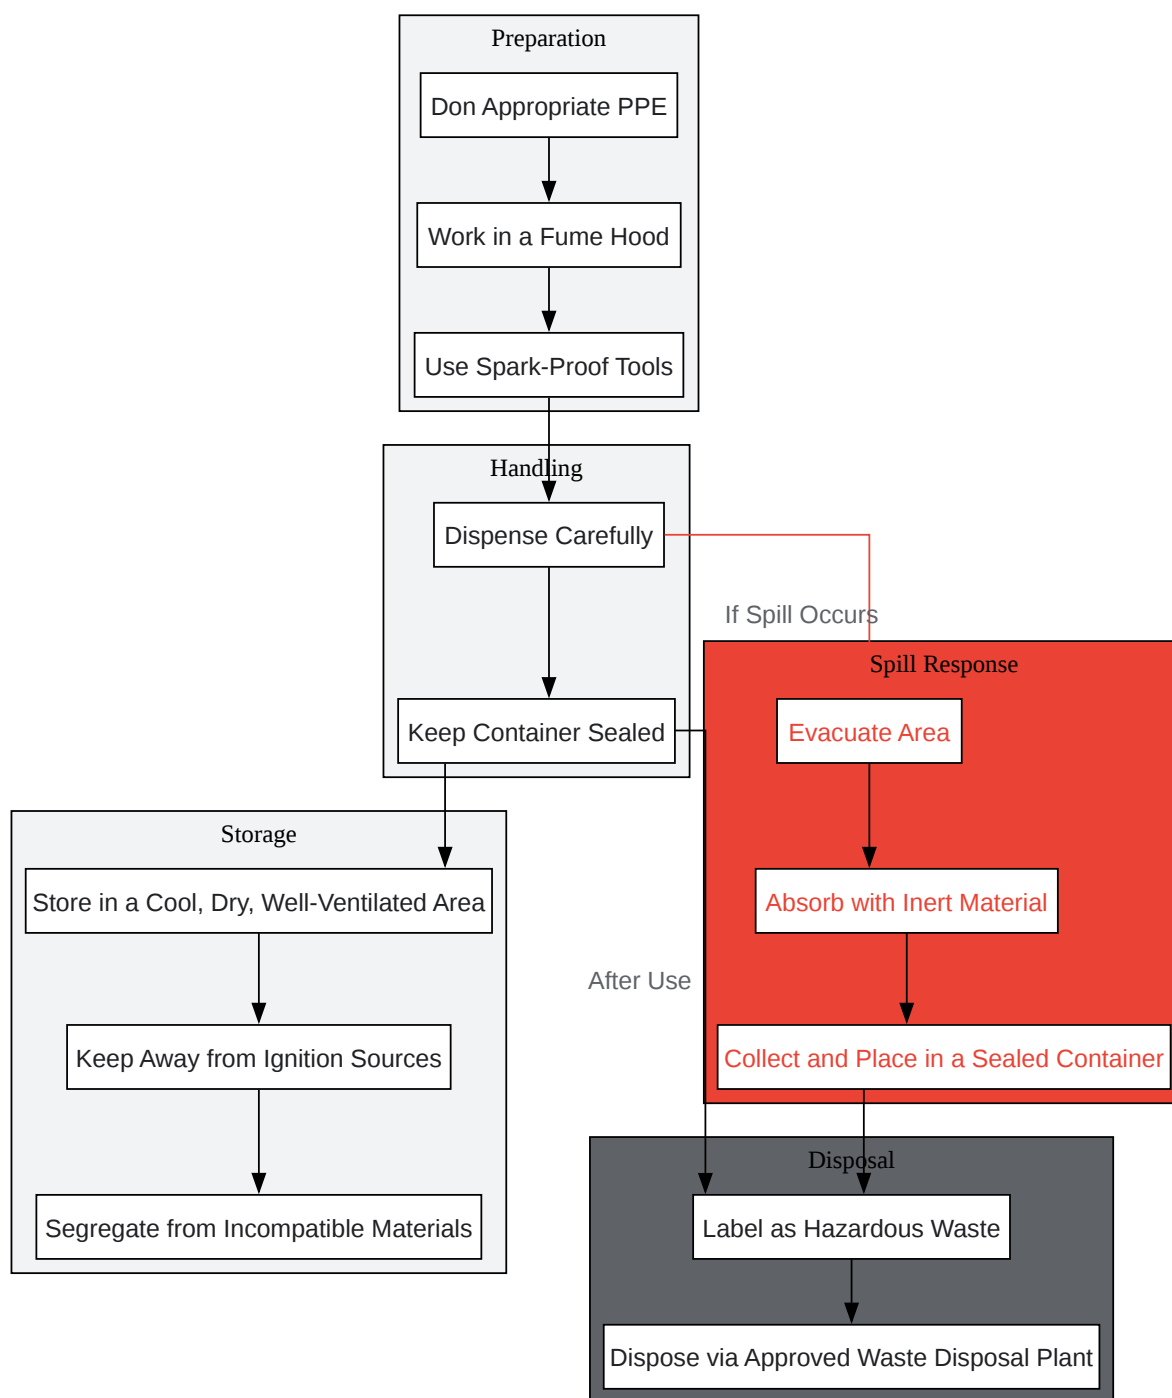 Preparation
Don Appropriate PPE
Work in a Fume Hood
Use Spark-Proof Tools
Handling
Dispense Carefully
If Spill Occurs
Spill Response
Keep Container Sealed
Evacuate Area
Storage
Store in a Cool, Dry, Well-Ventilated Area
Absorb with Inert Material
After Use
Keep Away from Ignition Sources
Collect and Place in a Sealed Container
Disposal
Segregate from Incompatible Materials
Label as Hazardous Waste
Dispose via Approved Waste Disposal Plant